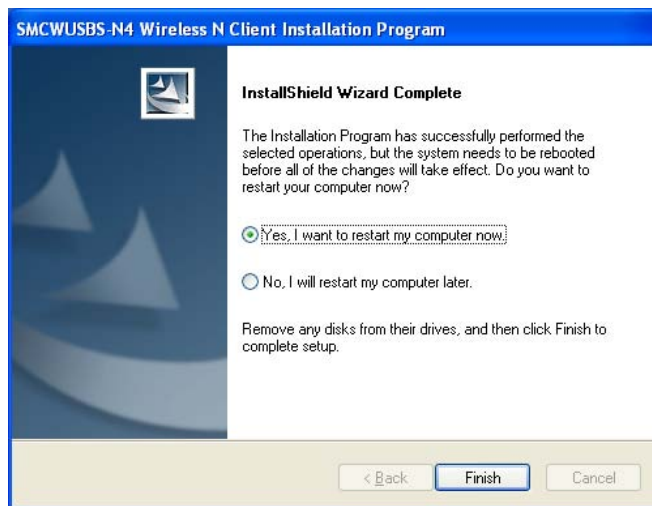 SMCWUSBS-N4 Wireless N Client Installation Program
InstallShield Wizard Complete
The Installation Program has successfully performed the
selected operations, but the system needs to be rebooted
before all of the changes will take effect. Do you want to
restart your computer now?
Yes, I want to restart my computer now.
No, I will restart my computer later.
Remove any disks from their drives, and then click Finish to
complete setup.
< Back Finish Cancel